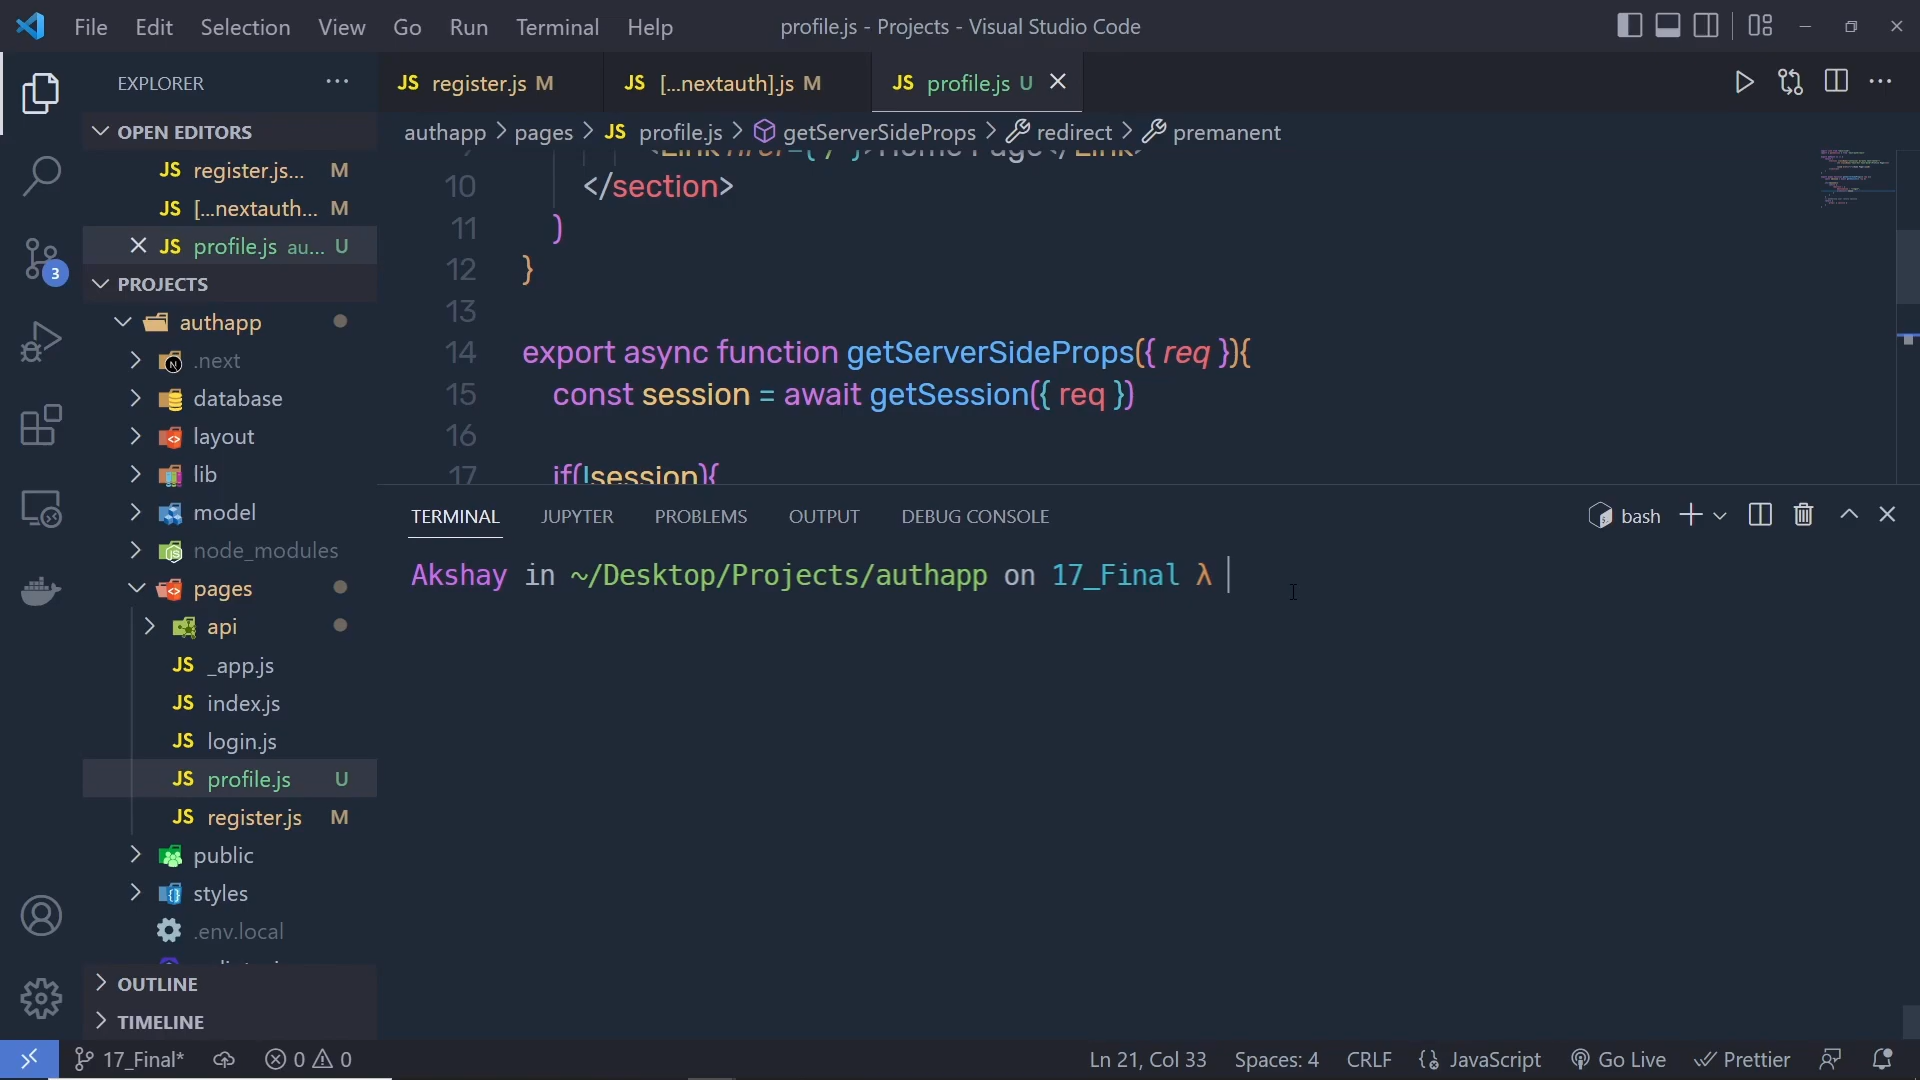 File Edit Selection View Go Run Terminal Help
profile.js - Projects - Visual Studio Code
EXPLORER
JS register.js M
JS [...nextauth].js M
JS profile.js U
OPEN EDITORS
JS register.js... M
JS [...nextauth... M
JS profile.js au... U
PROJECTS
authapp
.next
database
layout
lib
model
node_modules
pages
api
JS _app.js
JS index.js
JS login.js
JS profile.js U
JS register.js M
public
styles
.env.local
OUTLINE
TIMELINE
3
authapp > pages > JS profile.js > getServerSideProps > redirect > premanent
10 </section>
11 )
12 }
13
14 export async function getServerSideProps({ req }){
15 const session = await getSession({ req })
16
17 if(!session){
TERMINAL JUPYTER PROBLEMS OUTPUT DEBUG CONSOLE
bash
Akshay in ~/Desktop/Projects/authapp on 17_Final λ
17_Final* 0 0
Ln 21, Col 33 Spaces: 4 CRLF JavaScript Go Live Prettier